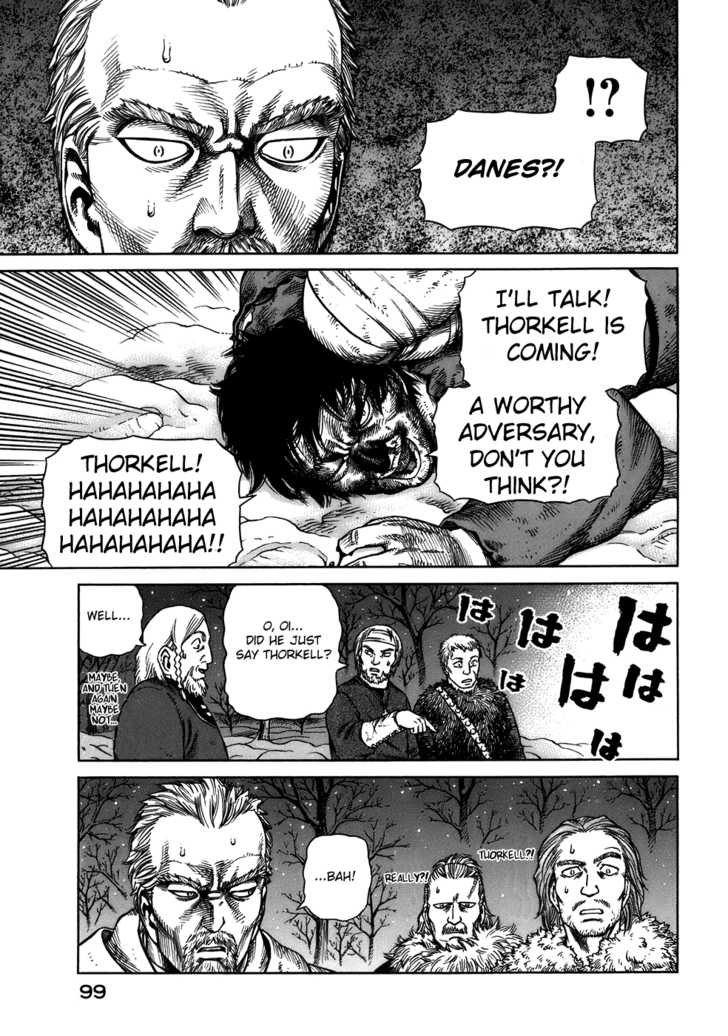 !?
DANES?!
I'LL TALK!
THORKELL IS
COMING!
A WORTHY
ADVERSARY,
DON'T YOU
THINK?!
THORKELL!
HAHAHAHAHA
HAHAHAHAHA
HAHAHAHAHA!!
は
は
は
は
は
は
は
O, OI...
DID HE JUST
SAY THORKELL?
WELL...
MAYBE
AND THEN
AGAIN
MAYBE
NOT...
THORKELL?!
REALLY?!
...BAH!
99